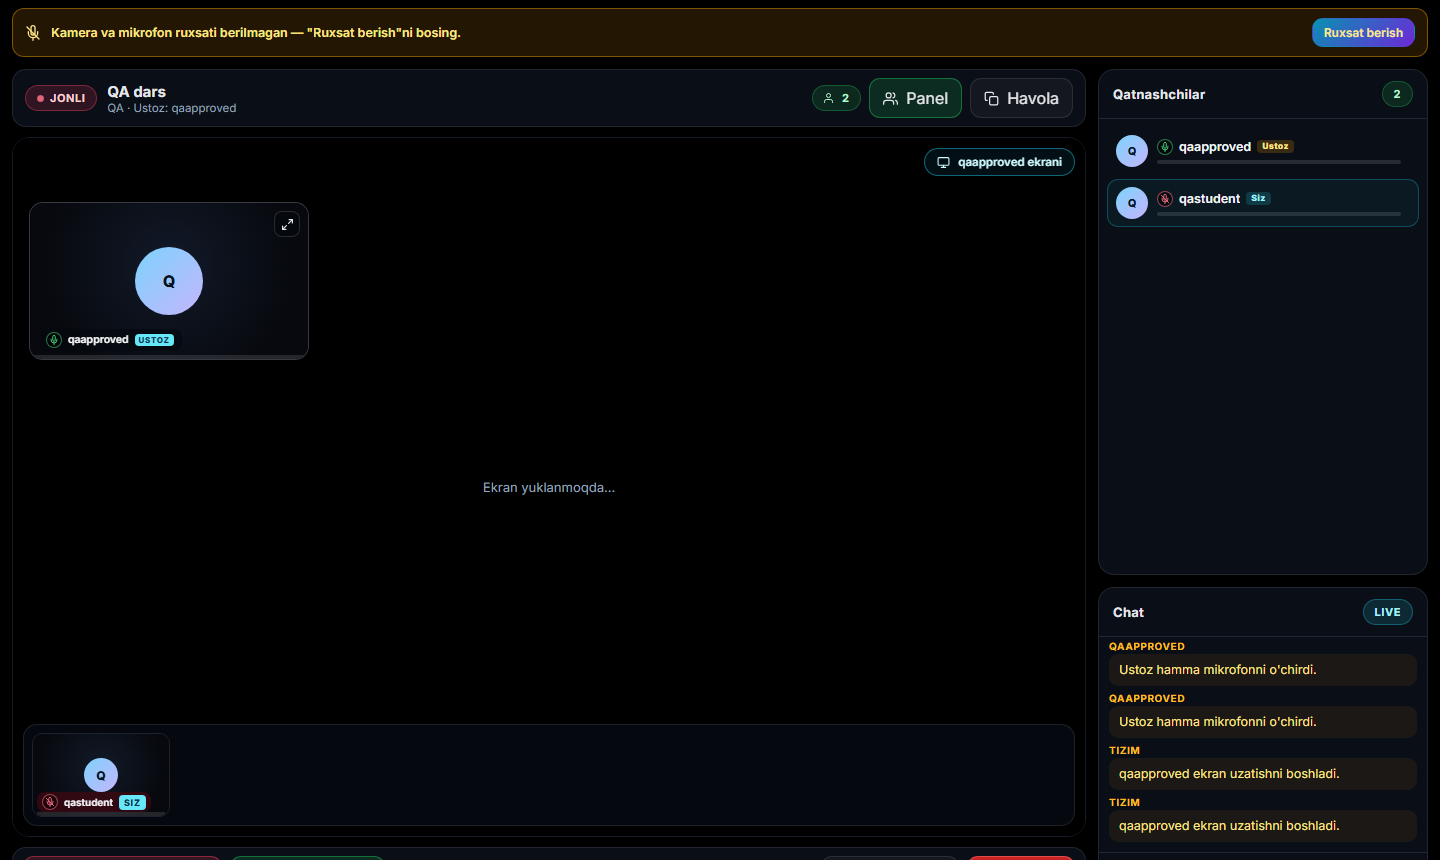 Kamera va mikrofon ruxsati berilmagan — "Ruxsat berish"ni bosing.
Ruxsat berish
JONLI
QA dars
QA · Ustoz: qaapproved
2
Panel
Havola
qaapproved ekrani
Q
qaapproved USTOZ
Ekran yuklanmoqda...
Q
qastudent SIZ
Qatnashchilar
2
Q
qaapproved Ustoz
Q
qastudent Siz
Chat
LIVE
QAAPPROVED
Ustoz hamma mikrofonni o'chirdi.
QAAPPROVED
Ustoz hamma mikrofonni o'chirdi.
TIZIM
qaapproved ekran uzatishni boshladi.
TIZIM
qaapproved ekran uzatishni boshladi.